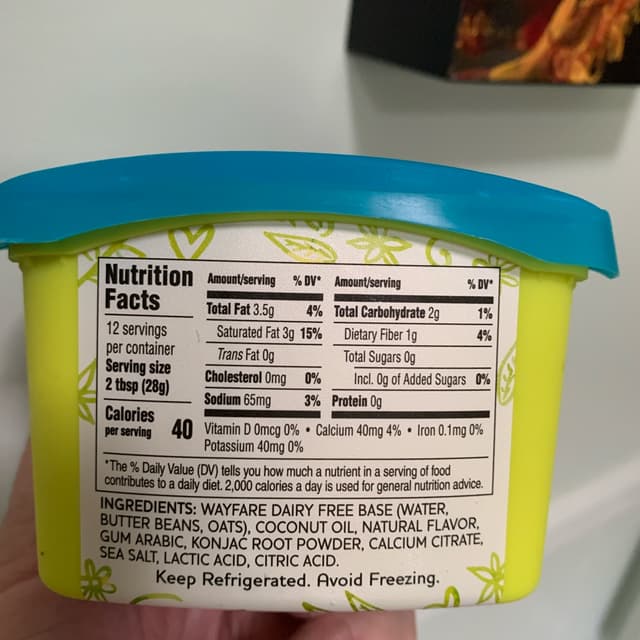 Nutrition
Facts
12 servings
per container
Serving size
2 tbsp (28g)
Calories
per serving 40
Amount/serving % DV*
Total Fat 3.5g 4%
Saturated Fat 3g 15%
Trans Fat 0g
Cholesterol 0mg 0%
Sodium 65mg 3%
Amount/serving % DV*
Total Carbohydrate 2g 1%
Dietary Fiber 1g 4%
Total Sugars 0g
Incl. 0g of Added Sugars 0%
Protein 0g
Vitamin D 0mcg 0% • Calcium 40mg 4% • Iron 0.1mg 0%
Potassium 40mg 0%
*The % Daily Value (DV) tells you how much a nutrient in a serving of food
contributes to a daily diet. 2,000 calories a day is used for general nutrition advice.
INGREDIENTS: WAYFARE DAIRY FREE BASE (WATER,
BUTTER BEANS, OATS), COCONUT OIL, NATURAL FLAVOR,
GUM ARABIC, KONJAC ROOT POWDER, CALCIUM CITRATE,
SEA SALT, LACTIC ACID, CITRIC ACID.
Keep Refrigerated. Avoid Freezing.